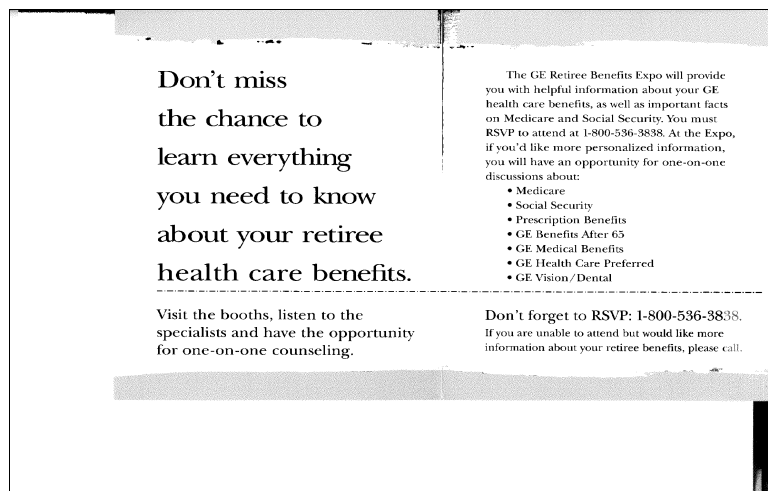 Don't miss
the chance to
learn everything
you need to know
about your retiree
health care benefits.
Visit the booths, listen to the
specialists and have the opportunity
for one-on-one counseling.
The GE Retiree Benefits Expo will provide
you with helpful information about your GE
health care benefits, as well as important facts
on Medicare and Social Security. You must
RSVP to attend at 1-800-536-3838. At the Expo,
if you'd like more personalized information,
you will have an opportunity for one-on-one
discussions about:
• Medicare
• Social Security
• Prescription Benefits
• GE Benefits After 65
• GE Medical Benefits
• GE Health Care Preferred
• GE Vision/Dental
Don't forget to RSVP: 1-800-536-3838.
If you are unable to attend but would like more
information about your retiree benefits, please call.